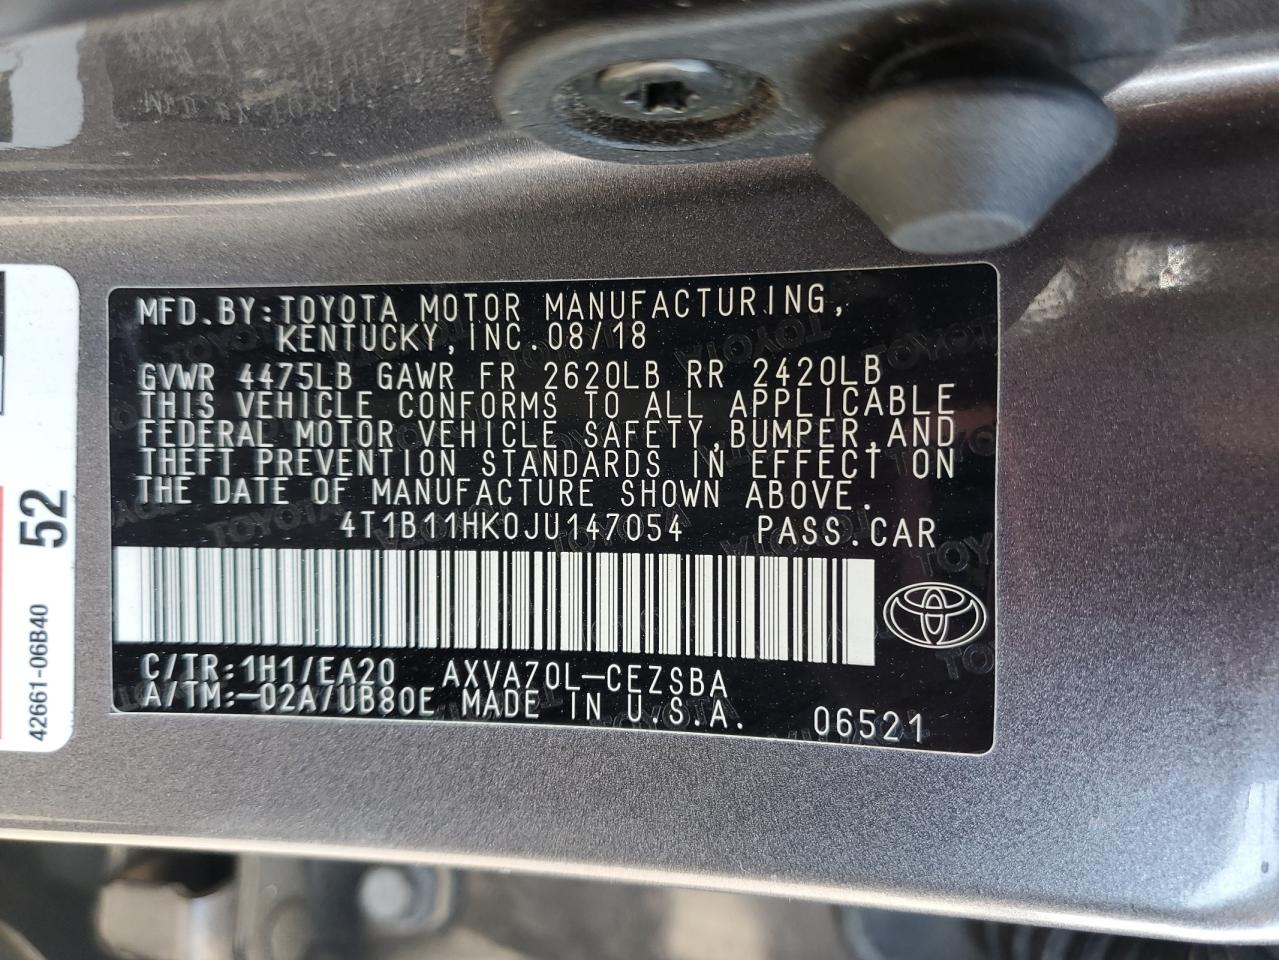 MFD.BY:TOYOTA MOTOR MANUFACTURING,
KENTUCKY,INC.08/18
GVWR 4475LB GAWR FR 2620LB RR 2420LB
THIS VEHICLE CONFORMS TO ALL APPLICABLE
FEDERAL MOTOR VEHICLE SAFETY,BUMPER,AND
THEFT PREVENTION STANDARDS IN EFFECT ON
THE DATE OF MANUFACTURE SHOWN ABOVE.
4T1B11HK0JU147054 PASS.CAR
C/TR:1H1/EA20 AXVA70L-CEZSBA
A/TM:-02A/UB80E MADE IN U.S.A. 06521
52
42661-06B40